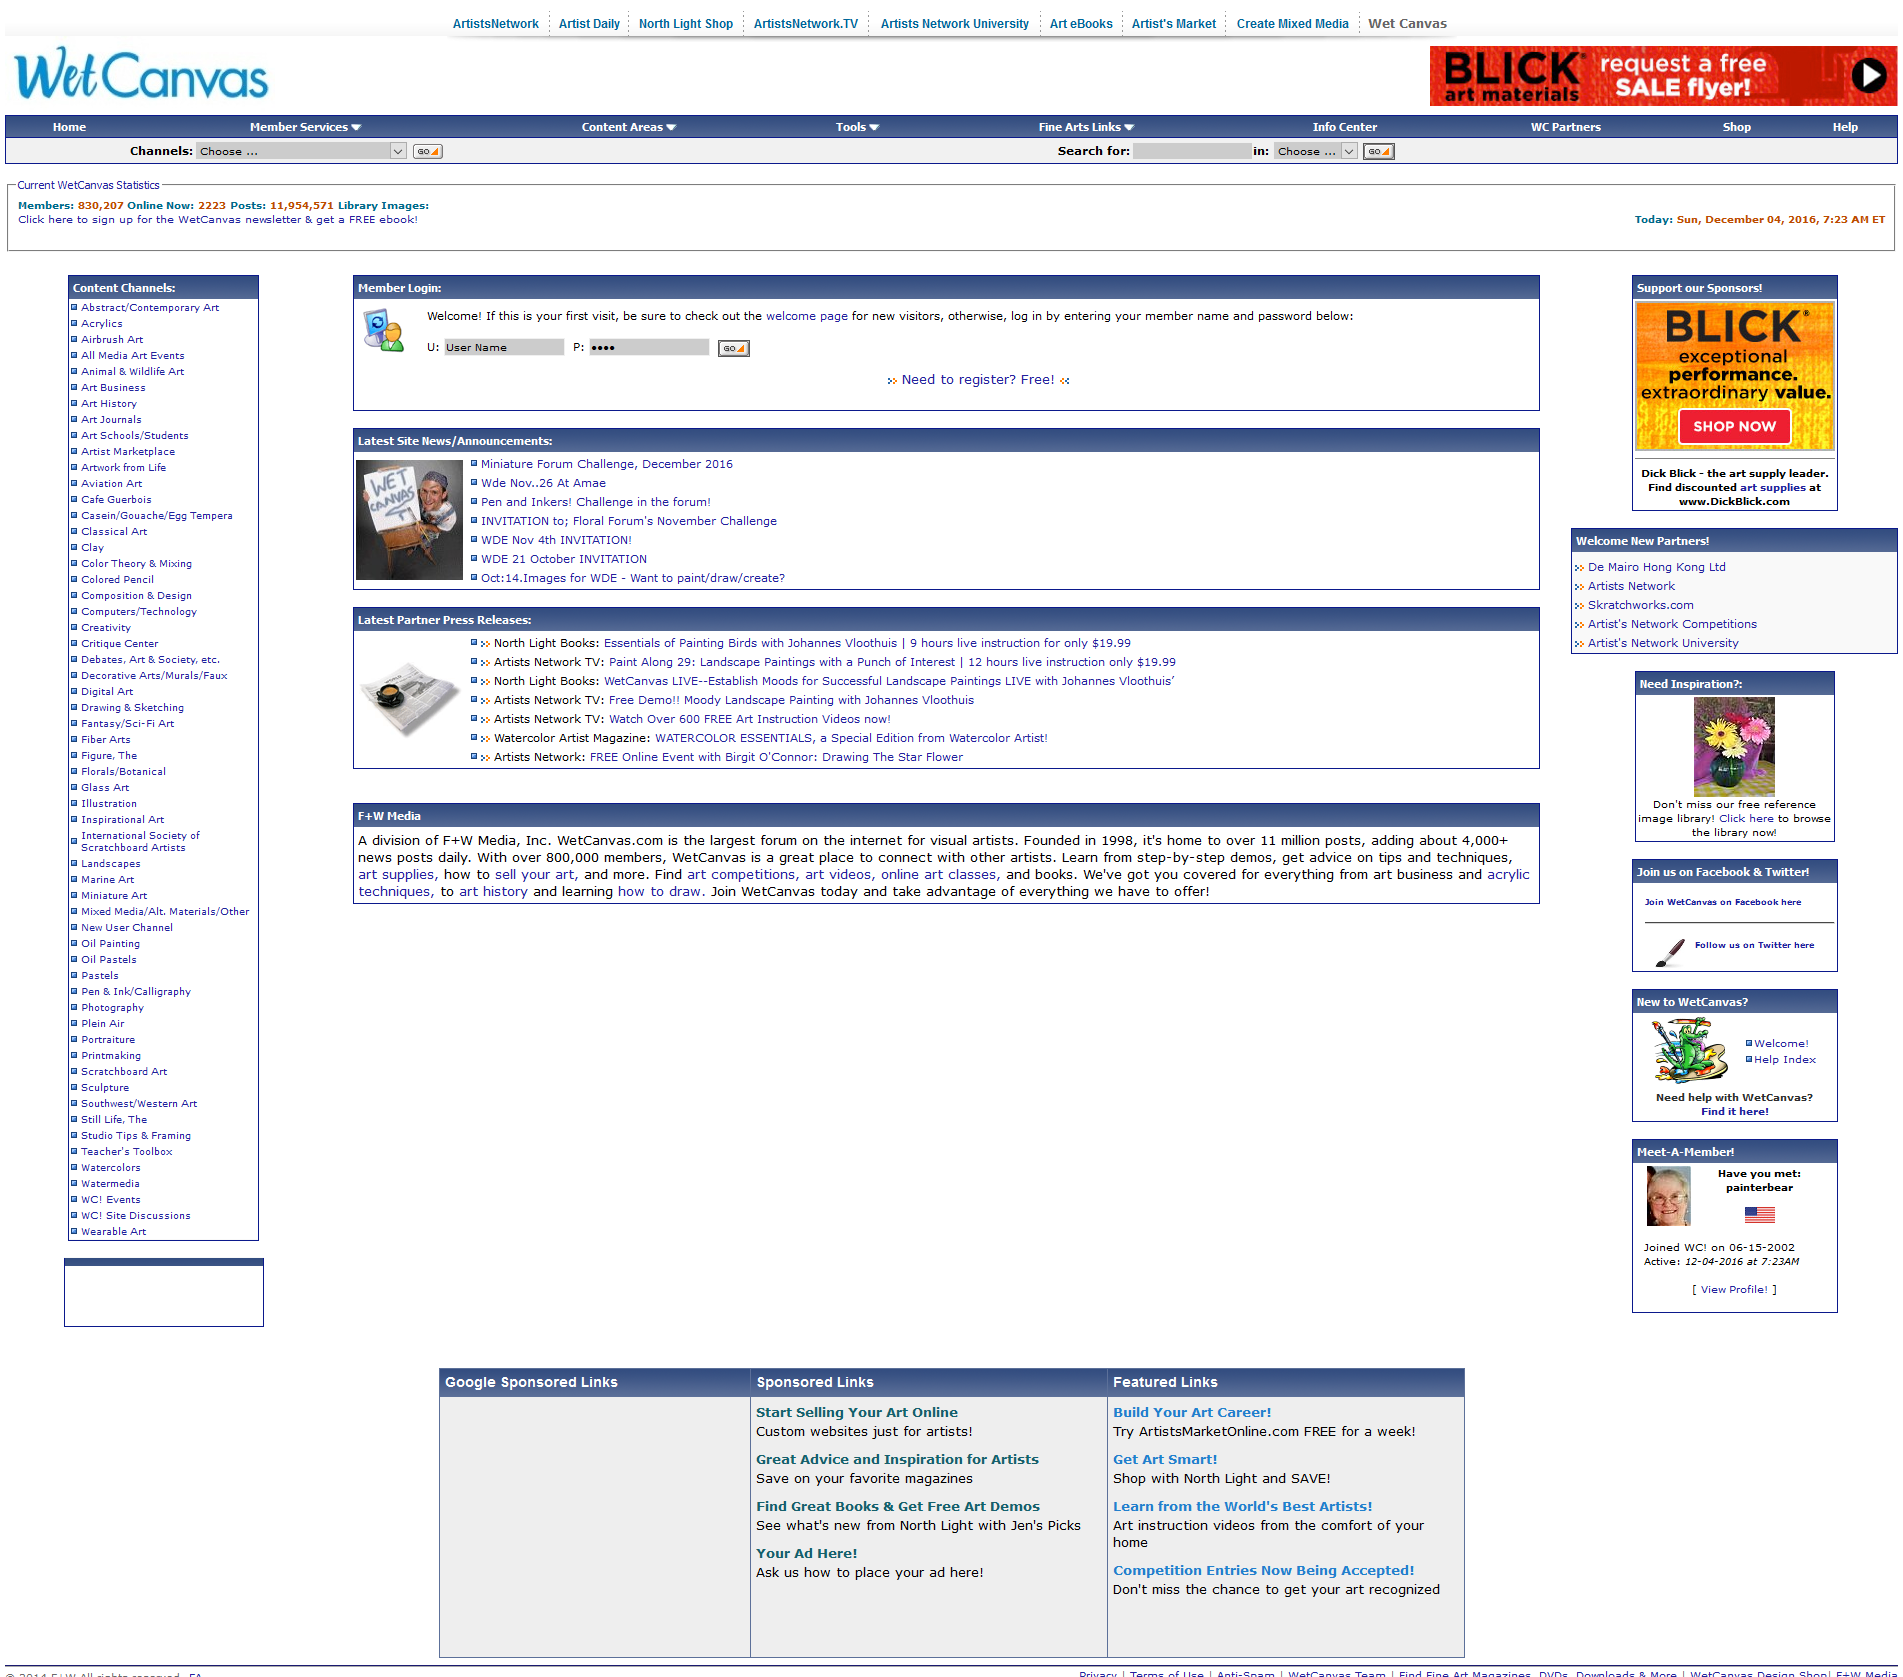 ArtistsNetwork Artist Daily North Light Shop ArtistsNetwork.TV Artists Network University Art eBooks Artist's Market Create Mixed Media Wet Canvas
WetCanvas
BLICK art materials request a free SALE flyer!
Home Member Services Content Areas Tools Fine Arts Links Info Center WC Partners Shop Help
Channels: Choose ... GO Search for: in: Choose ... GO
Current WetCanvas Statistics
Members: 830,207 Online Now: 2223 Posts: 11,954,571 Library Images:
Click here to sign up for the WetCanvas newsletter & get a FREE ebook!
Today: Sun, December 04, 2016, 7:23 AM ET
Content Channels:
Abstract/Contemporary Art
Acrylics
Airbrush Art
All Media Art Events
Animal & Wildlife Art
Art Business
Art History
Art Journals
Art Schools/Students
Artist Marketplace
Artwork from Life
Aviation Art
Cafe Guerbois
Casein/Gouache/Egg Tempera
Classical Art
Clay
Color Theory & Mixing
Colored Pencil
Composition & Design
Computers/Technology
Creativity
Critique Center
Debates, Art & Society, etc.
Decorative Arts/Murals/Faux
Digital Art
Drawing & Sketching
Fantasy/Sci-Fi Art
Fiber Arts
Figure, The
Florals/Botanical
Glass Art
Illustration
Inspirational Art
International Society of
Scratchboard Artists
Landscapes
Marine Art
Miniature Art
Mixed Media/Alt. Materials/Other
New User Channel
Oil Painting
Oil Pastels
Pastels
Pen & Ink/Calligraphy
Photography
Plein Air
Portraiture
Printmaking
Scratchboard Art
Sculpture
Southwest/Western Art
Still Life, The
Studio Tips & Framing
Teacher's Toolbox
Watercolors
Watermedia
WC! Events
WC! Site Discussions
Wearable Art
Member Login:
Welcome! If this is your first visit, be sure to check out the welcome page for new visitors, otherwise, log in by entering your member name and password below:
U: User Name P: •••• GO
Need to register? Free!
Latest Site News/Announcements:
WET CANVAS
Miniature Forum Challenge, December 2016
Wde Nov..26 At Amae
Pen and Inkers! Challenge in the forum!
INVITATION to; Floral Forum's November Challenge
WDE Nov 4th INVITATION!
WDE 21 October INVITATION
Oct:14.Images for WDE - Want to paint/draw/create?
Latest Partner Press Releases:
North Light Books: Essentials of Painting Birds with Johannes Vloothuis | 9 hours live instruction for only $19.99
Artists Network TV: Paint Along 29: Landscape Paintings with a Punch of Interest | 12 hours live instruction only $19.99
North Light Books: WetCanvas LIVE--Establish Moods for Successful Landscape Paintings LIVE with Johannes Vloothuis’
Artists Network TV: Free Demo!! Moody Landscape Painting with Johannes Vloothuis
Artists Network TV: Watch Over 600 FREE Art Instruction Videos now!
Watercolor Artist Magazine: WATERCOLOR ESSENTIALS, a Special Edition from Watercolor Artist!
Artists Network: FREE Online Event with Birgit O'Connor: Drawing The Star Flower
F+W Media
A division of F+W Media, Inc. WetCanvas.com is the largest forum on the internet for visual artists. Founded in 1998, it's home to over 11 million posts, adding about 4,000+
news posts daily. With over 800,000 members, WetCanvas is a great place to connect with other artists. Learn from step-by-step demos, get advice on tips and techniques,
art supplies, how to sell your art, and more. Find art competitions, art videos, online art classes, and books. We've got you covered for everything from art business and acrylic
techniques, to art history and learning how to draw. Join WetCanvas today and take advantage of everything we have to offer!
Support our Sponsors!
BLICK
exceptional
performance.
extraordinary value.
SHOP NOW
Dick Blick - the art supply leader.
Find discounted art supplies at
www.DickBlick.com
Welcome New Partners!
De Mairo Hong Kong Ltd
Artists Network
Skratchworks.com
Artist's Network Competitions
Artist's Network University
Need Inspiration?:
Don't miss our free reference
image library! Click here to browse
the library now!
Join us on Facebook & Twitter!
Join WetCanvas on Facebook here
Follow us on Twitter here
New to WetCanvas?
Welcome!
Help Index
Need help with WetCanvas?
Find it here!
Meet-A-Member!
Have you met:
painterbear
Joined WC! on 06-15-2002
Active: 12-04-2016 at 7:23AM
[ View Profile! ]
Google Sponsored Links
Sponsored Links
Start Selling Your Art Online
Custom websites just for artists!
Great Advice and Inspiration for Artists
Save on your favorite magazines
Find Great Books & Get Free Art Demos
See what's new from North Light with Jen's Picks
Your Ad Here!
Ask us how to place your ad here!
Featured Links
Build Your Art Career!
Try ArtistsMarketOnline.com FREE for a week!
Get Art Smart!
Shop with North Light and SAVE!
Learn from the World's Best Artists!
Art instruction videos from the comfort of your
home
Competition Entries Now Being Accepted!
Don't miss the chance to get your art recognized
© 2014 F+W All rights reserved. FA
Privacy | Terms of Use | Anti-Spam | WetCanvas Team | Find Fine Art Magazines, DVDs, Downloads & More | WetCanvas Design Shop| F+W Media